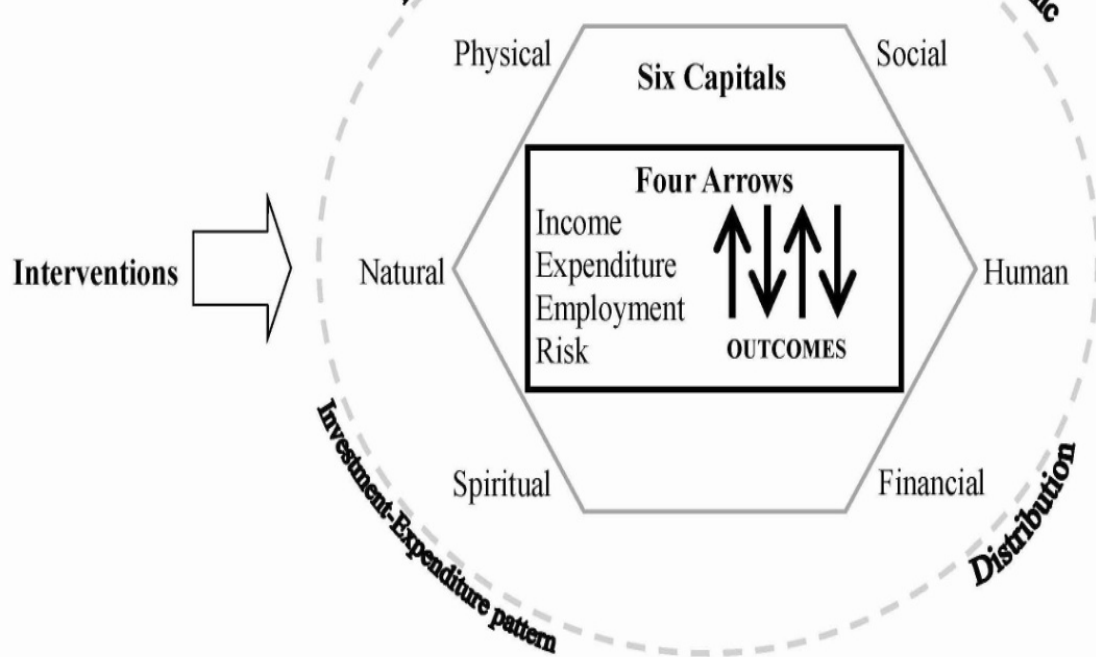 Physical
Social
Six Capitals
Four Arrows
Income
Expenditure
Employment
Risk
OUTCOMES
Interventions
Natural
Human
Spiritual
Financial
Investment-Expenditure pattern
Distribution